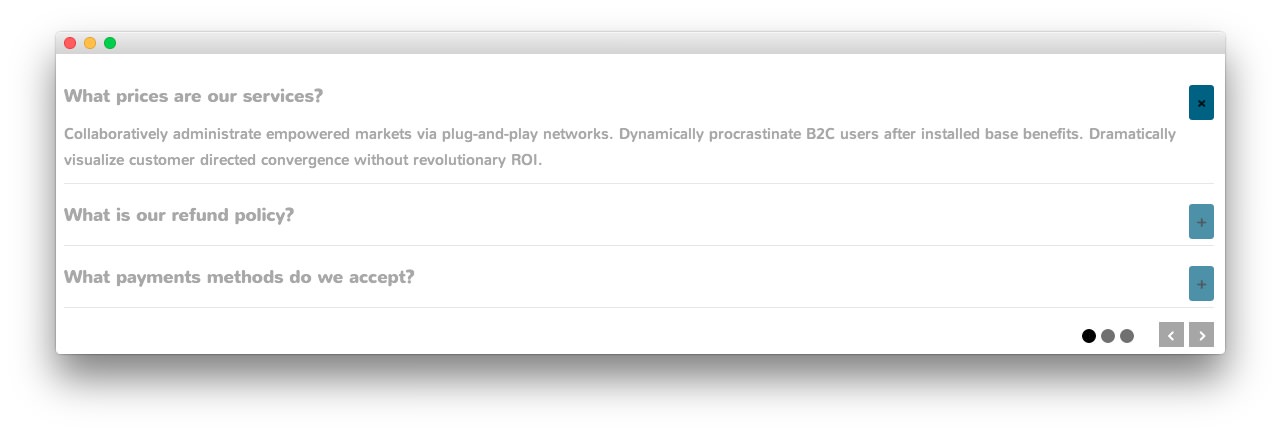 What prices are our services?
Collaboratively administrate empowered markets via plug-and-play networks. Dynamically procrastinate B2C users after installed base benefits. Dramatically
visualize customer directed convergence without revolutionary ROI.
What is our refund policy?
What payments methods do we accept?